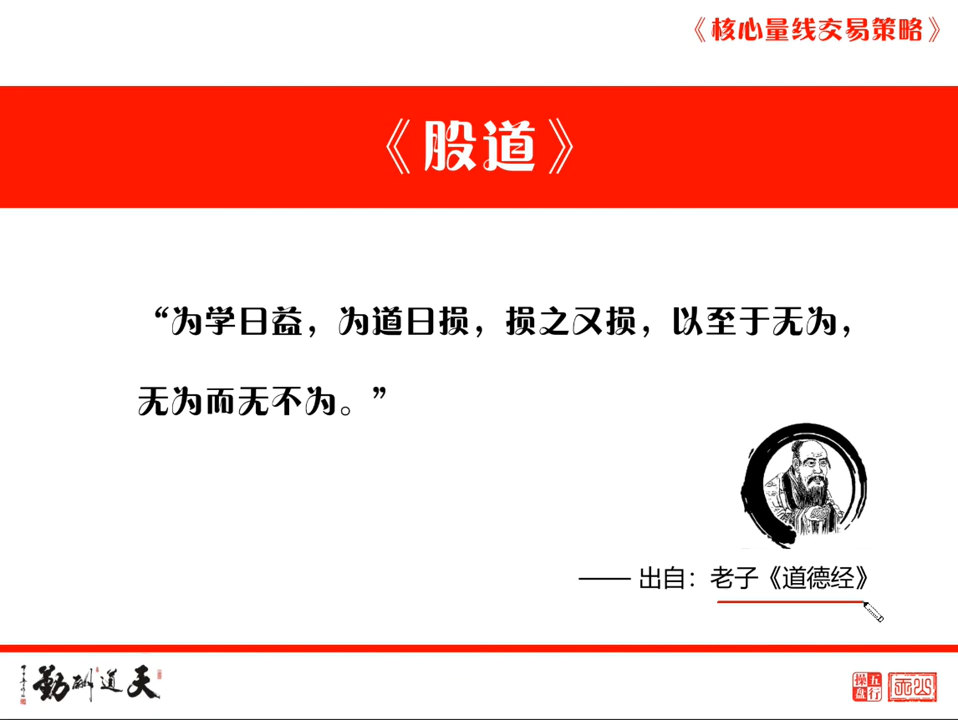 《核心量线交易策略》
《股道》
“为学日益，为道日损，损之又损，以至于无为，
无为而无不为。”
—— 出自：老子《道德经》
天道酬勤
五行
操盘